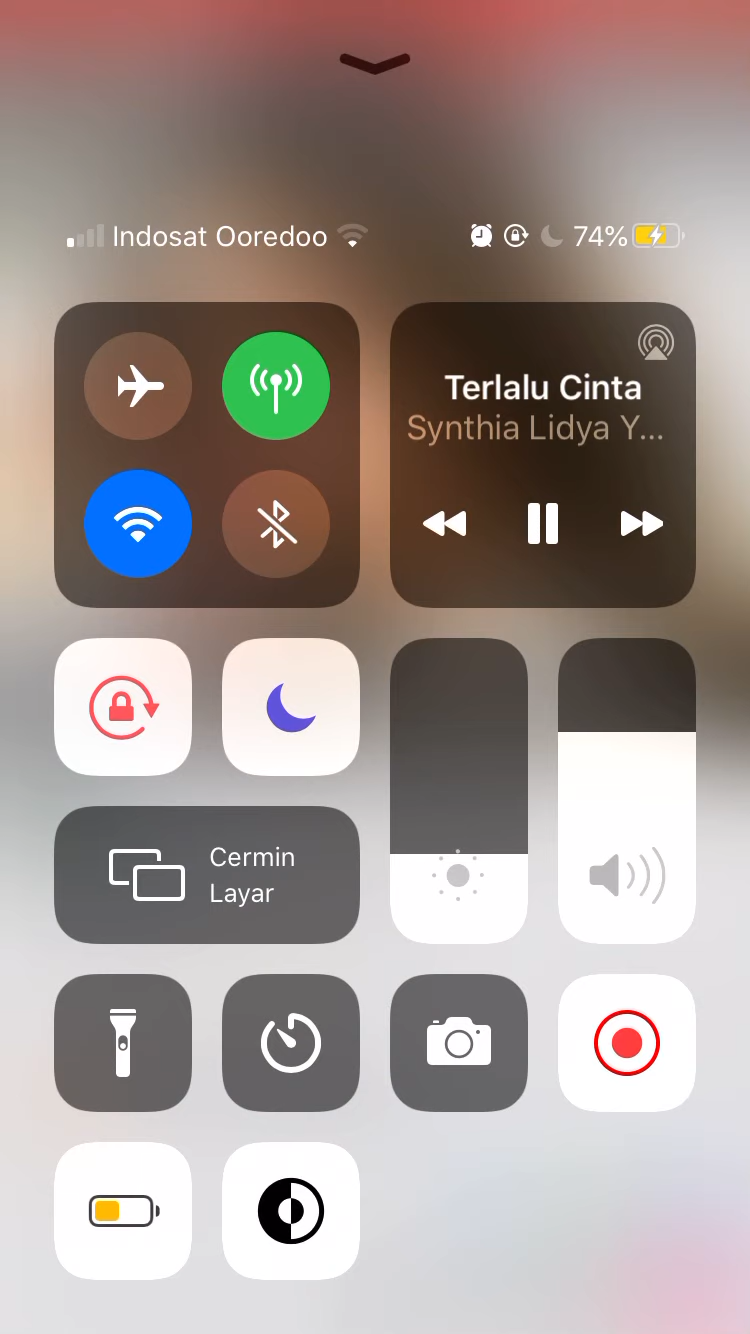 Indosat Ooredoo
74%
Terlalu Cinta
Synthia Lidya Y...
Cermin
Layar